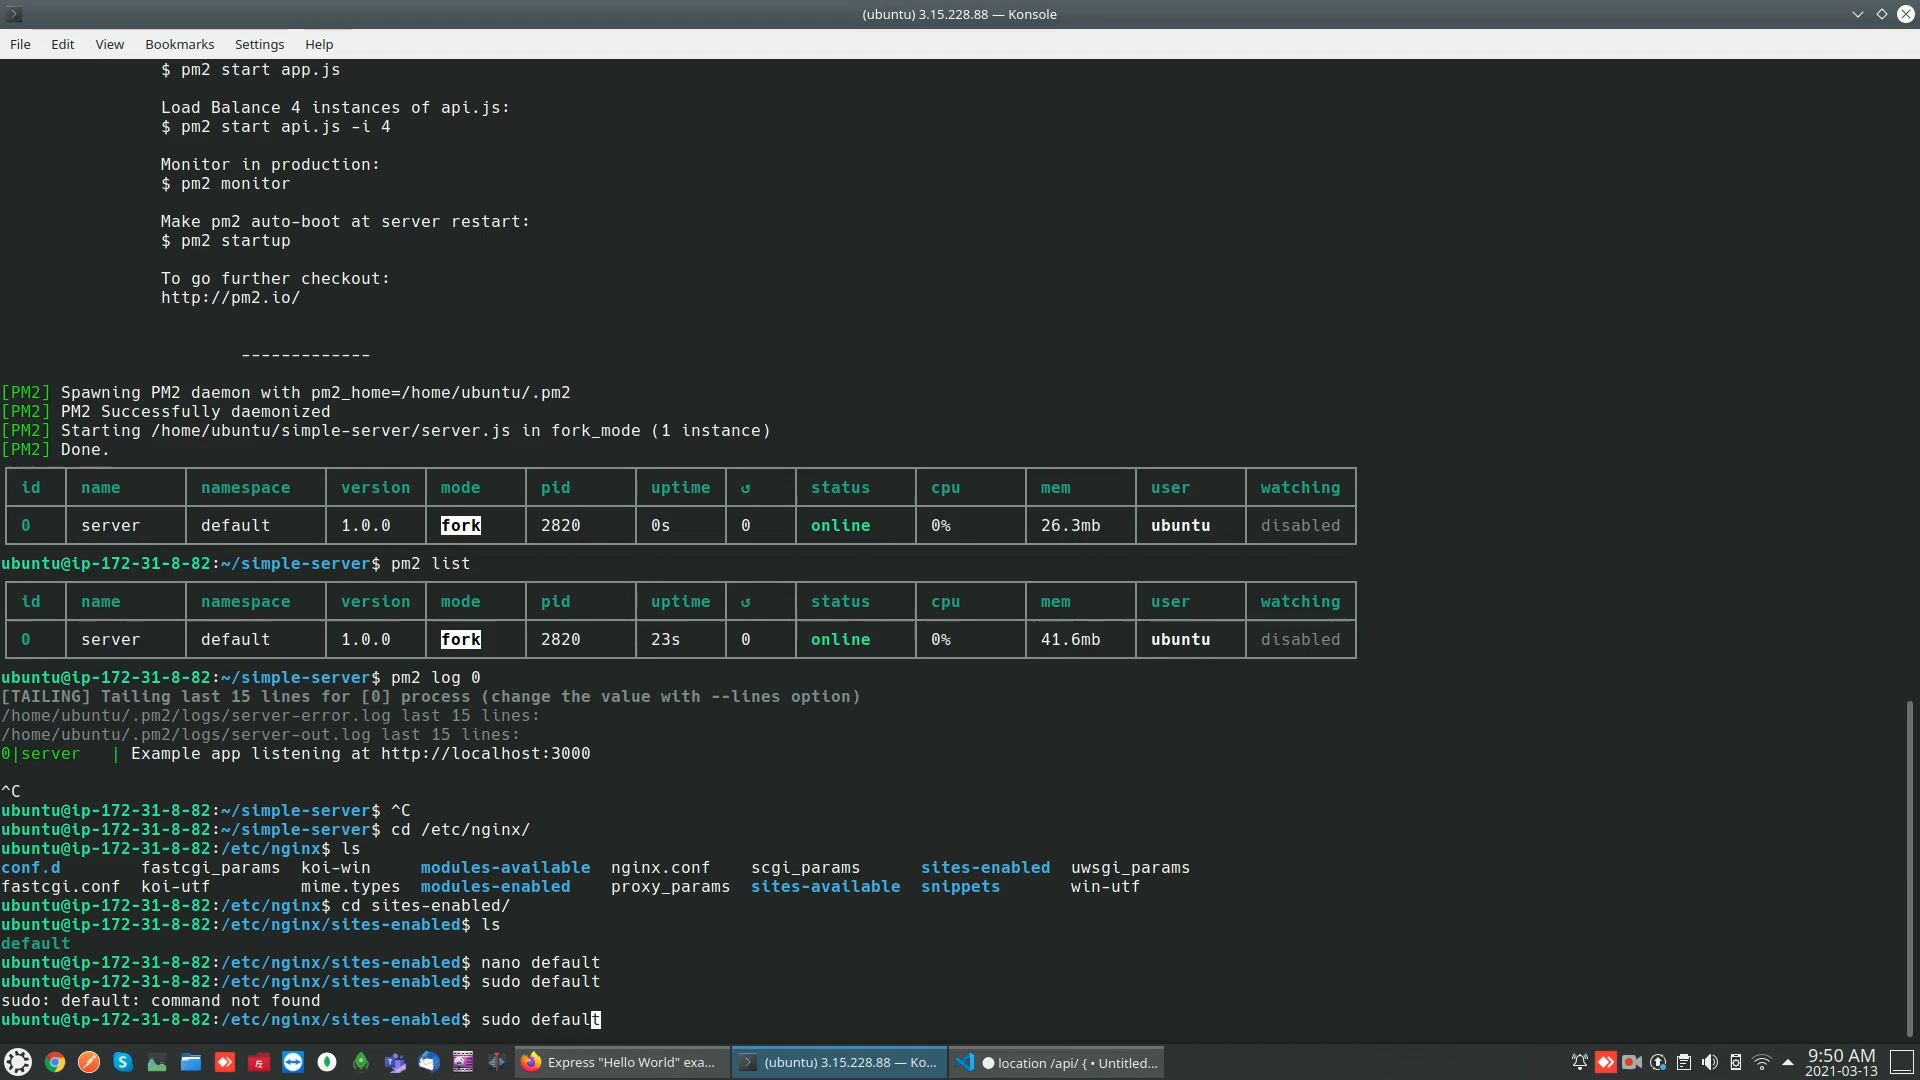 (ubuntu) 3.15.228.88 — Konsole
File Edit View Bookmarks Settings Help
$ pm2 start app.js
Load Balance 4 instances of api.js:
$ pm2 start api.js -i 4
Monitor in production:
$ pm2 monitor
Make pm2 auto-boot at server restart:
$ pm2 startup
To go further checkout:
http://pm2.io/
-------------
[PM2] Spawning PM2 daemon with pm2_home=/home/ubuntu/.pm2
[PM2] PM2 Successfully daemonized
[PM2] Starting /home/ubuntu/simple-server/server.js in fork_mode (1 instance)
[PM2] Done.
id name namespace version mode pid uptime ↺ status cpu mem user watching
0 server default 1.0.0 fork 2820 0s 0 online 0% 26.3mb ubuntu disabled
ubuntu@ip-172-31-8-82:~/simple-server$ pm2 list
id name namespace version mode pid uptime ↺ status cpu mem user watching
0 server default 1.0.0 fork 2820 23s 0 online 0% 41.6mb ubuntu disabled
ubuntu@ip-172-31-8-82:~/simple-server$ pm2 log 0
[TAILING] Tailing last 15 lines for [0] process (change the value with --lines option)
/home/ubuntu/.pm2/logs/server-error.log last 15 lines:
/home/ubuntu/.pm2/logs/server-out.log last 15 lines:
0|server | Example app listening at http://localhost:3000
^C
ubuntu@ip-172-31-8-82:~/simple-server$ ^C
ubuntu@ip-172-31-8-82:~/simple-server$ cd /etc/nginx/
ubuntu@ip-172-31-8-82:/etc/nginx$ ls
conf.d fastcgi_params koi-win modules-available nginx.conf scgi_params sites-enabled uwsgi_params
fastcgi.conf koi-utf mime.types modules-enabled proxy_params sites-available snippets win-utf
ubuntu@ip-172-31-8-82:/etc/nginx$ cd sites-enabled/
ubuntu@ip-172-31-8-82:/etc/nginx/sites-enabled$ ls
default
ubuntu@ip-172-31-8-82:/etc/nginx/sites-enabled$ nano default
ubuntu@ip-172-31-8-82:/etc/nginx/sites-enabled$ sudo default
sudo: default: command not found
ubuntu@ip-172-31-8-82:/etc/nginx/sites-enabled$ sudo default
Express "Hello World" exa...
(ubuntu) 3.15.228.88 — Ko...
● location /api/ { • Untitled...
9:50 AM
2021-03-13